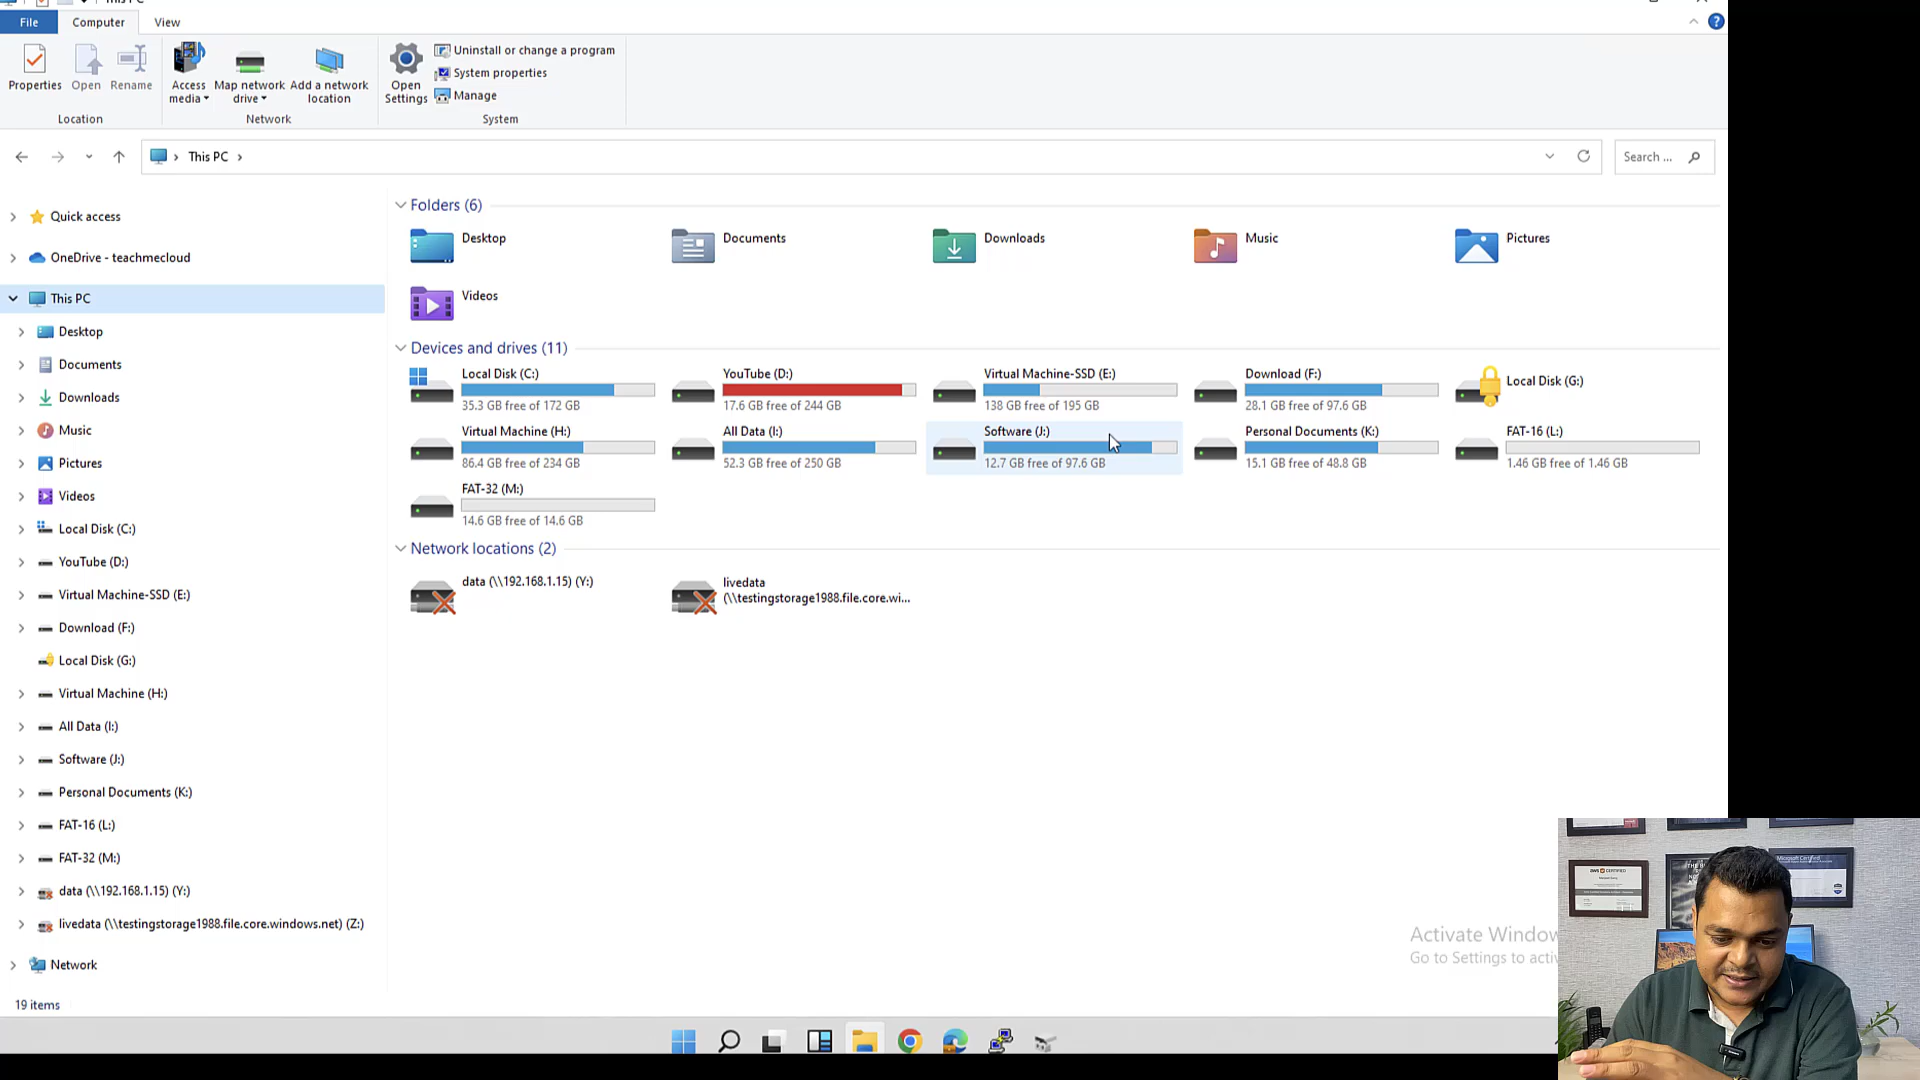 This PC
File
Computer
View
Properties
Open
Rename
Access media
Map network drive
Add a network location
Open Settings
Uninstall or change a program
System properties
Manage
Location
Network
System
This PC
Search ...
Quick access
OneDrive - teachmecloud
This PC
Desktop
Documents
Downloads
Music
Pictures
Videos
Local Disk (C:)
YouTube (D:)
Virtual Machine-SSD (E:)
Download (F:)
Local Disk (G:)
Virtual Machine (H:)
All Data (I:)
Software (J:)
Personal Documents (K:)
FAT-16 (L:)
FAT-32 (M:)
data (\\192.168.1.15) (Y:)
livedata (\\testingstorage1988.file.core.windows.net) (Z:)
Network
19 items
Folders (6)
Desktop
Documents
Downloads
Music
Pictures
Videos
Devices and drives (11)
Local Disk (C:)
35.3 GB free of 172 GB
YouTube (D:)
17.6 GB free of 244 GB
Virtual Machine-SSD (E:)
138 GB free of 195 GB
Download (F:)
28.1 GB free of 97.6 GB
Local Disk (G:)
Virtual Machine (H:)
86.4 GB free of 234 GB
All Data (I:)
52.3 GB free of 250 GB
Software (J:)
12.7 GB free of 97.6 GB
Personal Documents (K:)
15.1 GB free of 48.8 GB
FAT-16 (L:)
1.46 GB free of 1.46 GB
FAT-32 (M:)
14.6 GB free of 14.6 GB
Network locations (2)
data (\\192.168.1.15) (Y:)
livedata
(\\testingstorage1988.file.core.wi...
Activate Window
Go to Settings to activ
CERTIFIED
Microsoft Certified